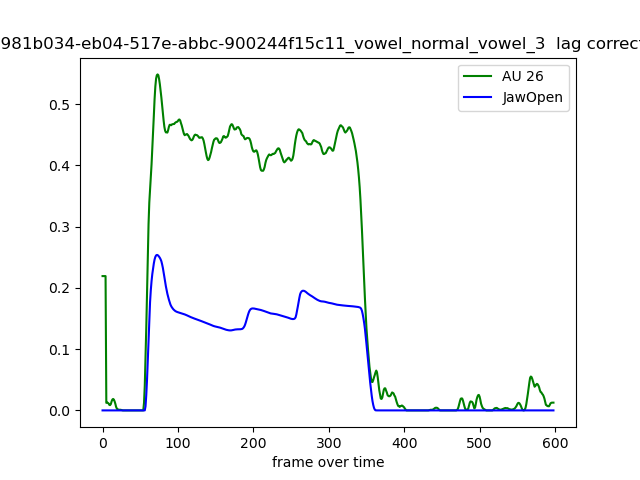 981b034-eb04-517e-abbc-900244f15c11_vowel_normal_vowel_3 lag correct
AU 26
JawOpen
0.5
0.4
0.3
0.2
0.1
0.0
0 100 200 300 400 500 600
frame over time